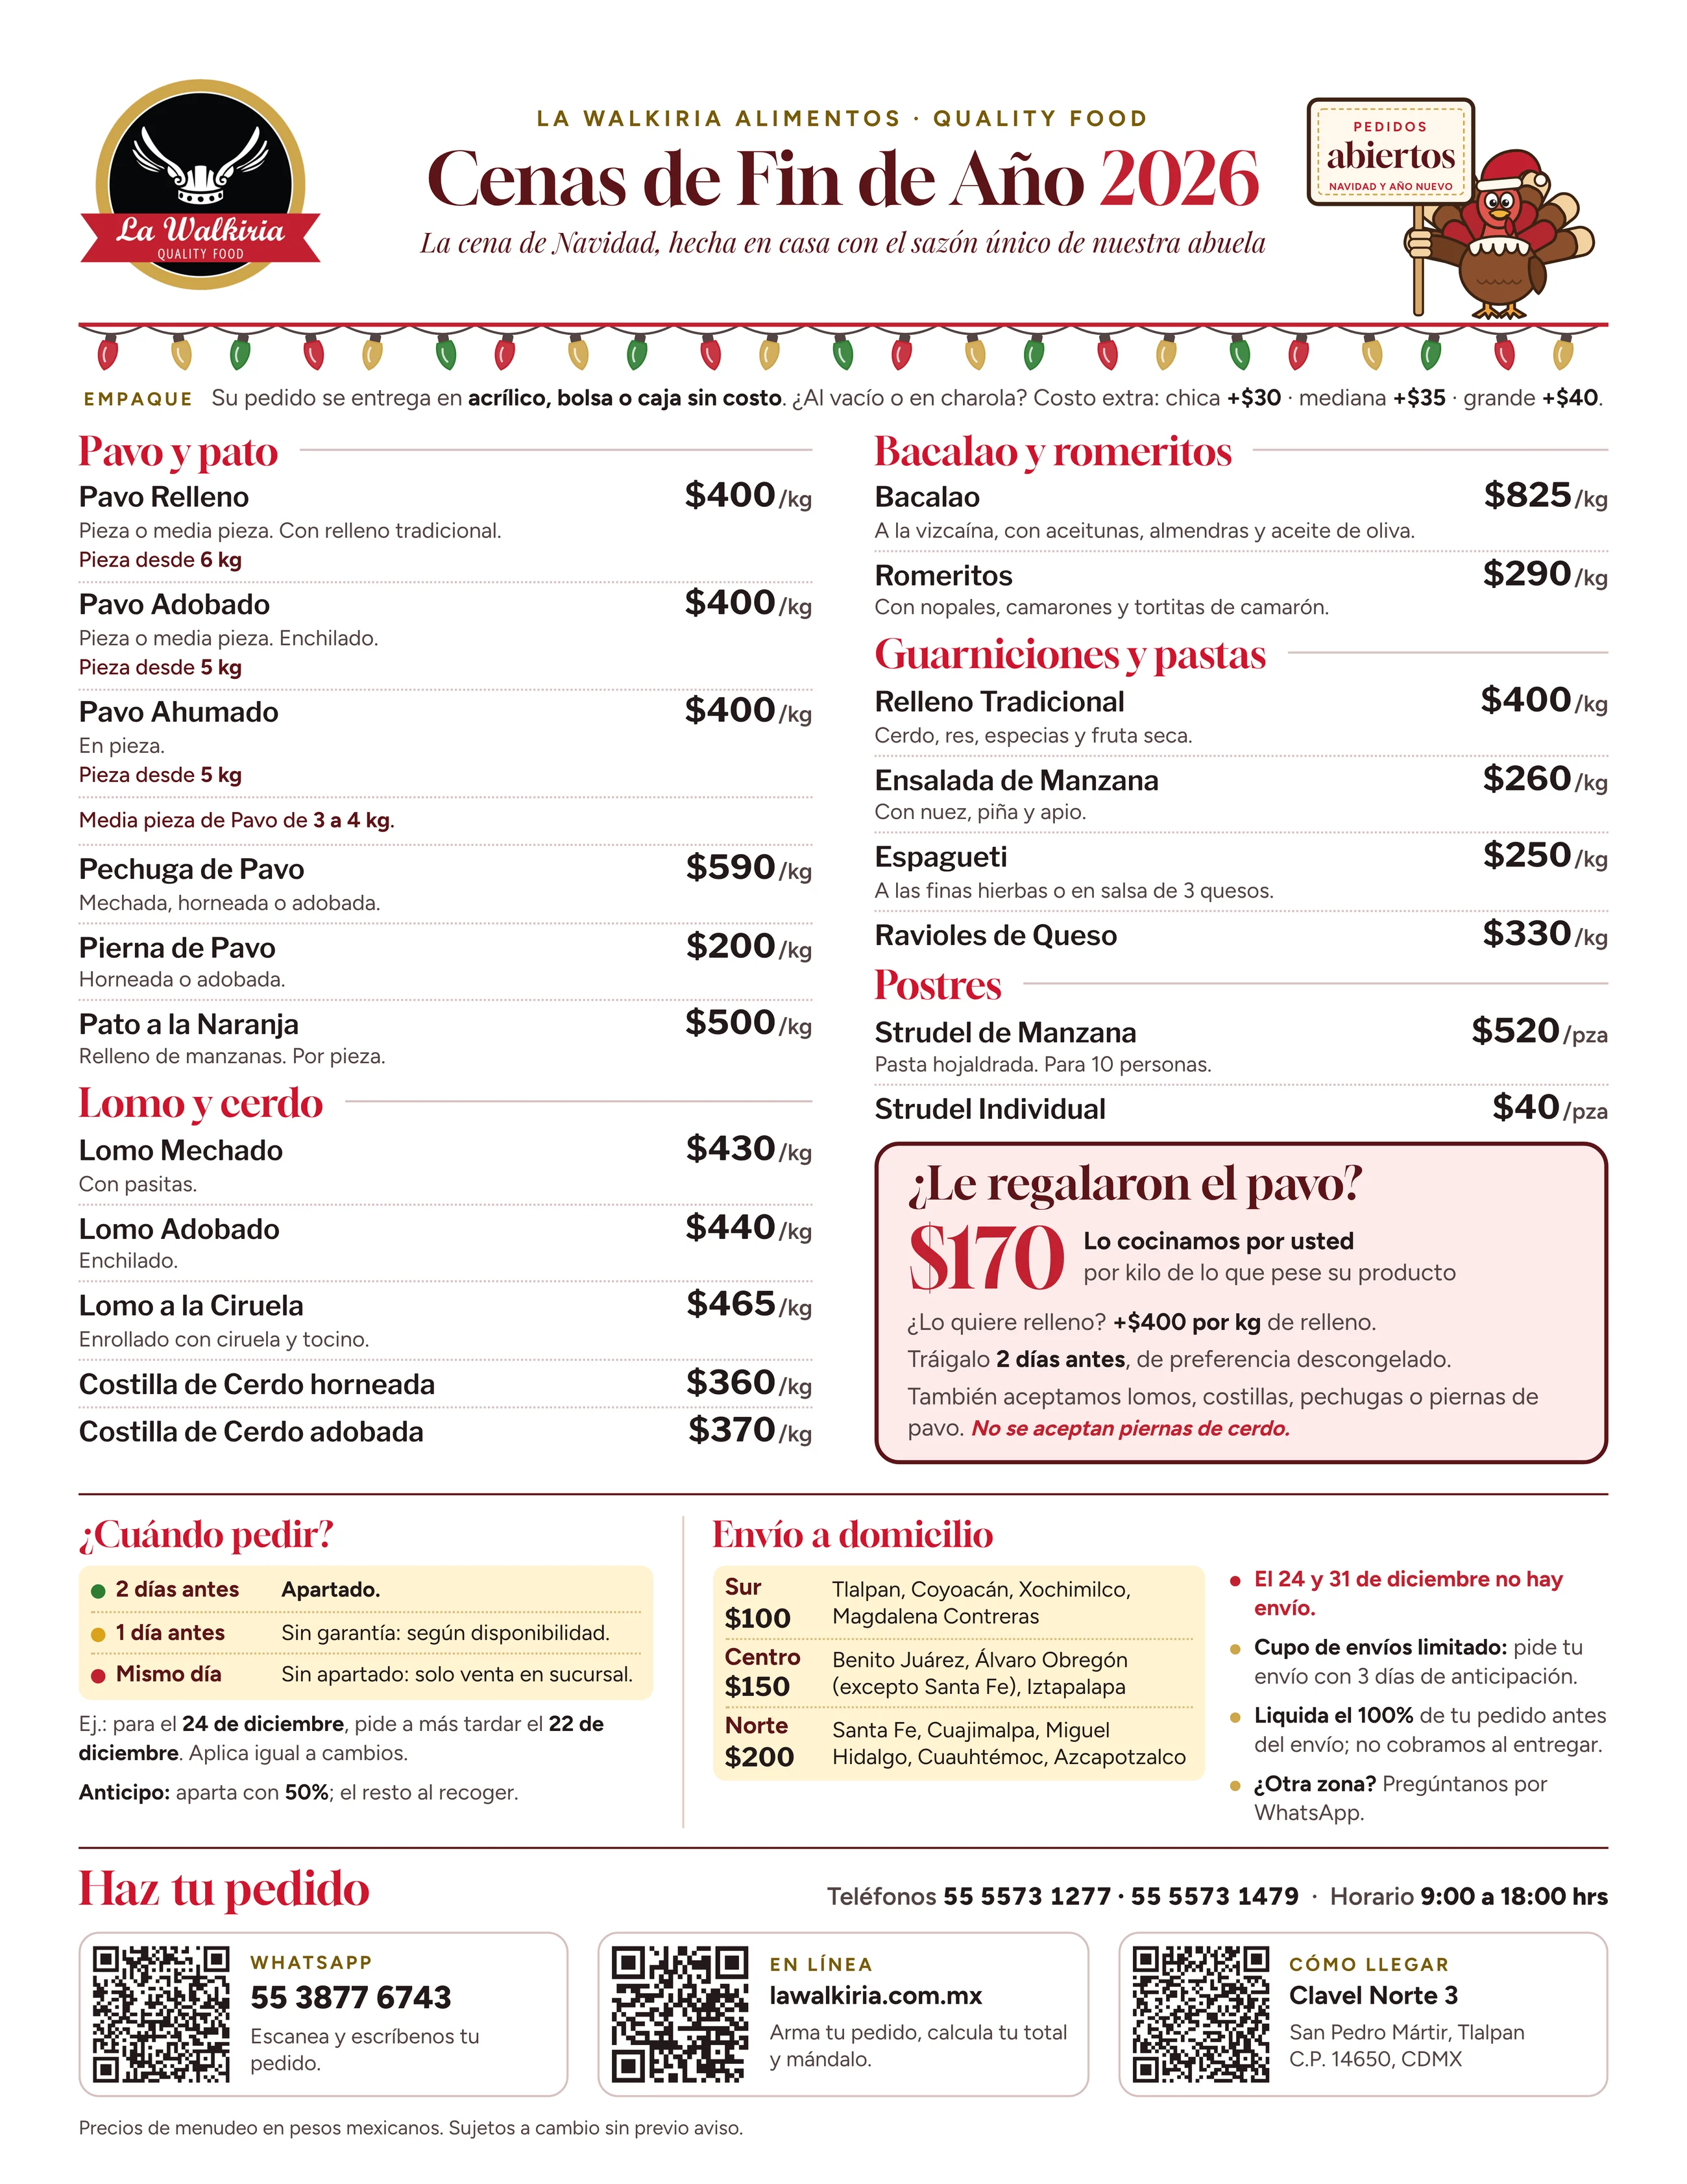 La Walkiria
QUALITY FOOD
LA WALKIRIA ALIMENTOS · QUALITY FOOD
Cenas de Fin de Año 2026
La cena de Navidad, hecha en casa con el sazón único de nuestra abuela
PEDIDOS
abiertos
NAVIDAD Y AÑO NUEVO
EMPAQUE Su pedido se entrega en acrílico, bolsa o caja sin costo. ¿Al vacío o en charola? Costo extra: chica +$30 · mediana +$35 · grande +$40.
Pavo y pato
Pavo Relleno $400/kg
Pieza o media pieza. Con relleno tradicional.
Pieza desde 6 kg
Pavo Adobado $400/kg
Pieza o media pieza. Enchilado.
Pieza desde 5 kg
Pavo Ahumado $400/kg
En pieza.
Pieza desde 5 kg
Media pieza de Pavo de 3 a 4 kg.
Pechuga de Pavo $590/kg
Mechada, horneada o adobada.
Pierna de Pavo $200/kg
Horneada o adobada.
Pato a la Naranja $500/kg
Relleno de manzanas. Por pieza.
Lomo y cerdo
Lomo Mechado $430/kg
Con pasitas.
Lomo Adobado $440/kg
Enchilado.
Lomo a la Ciruela $465/kg
Enrollado con ciruela y tocino.
Costilla de Cerdo horneada $360/kg
Costilla de Cerdo adobada $370/kg
Bacalao y romeritos
Bacalao $825/kg
A la vizcaína, con aceitunas, almendras y aceite de oliva.
Romeritos $290/kg
Con nopales, camarones y tortitas de camarón.
Guarniciones y pastas
Relleno Tradicional $400/kg
Cerdo, res, especias y fruta seca.
Ensalada de Manzana $260/kg
Con nuez, piña y apio.
Espagueti $250/kg
A las finas hierbas o en salsa de 3 quesos.
Ravioles de Queso $330/kg
Postres
Strudel de Manzana $520/pza
Pasta hojaldrada. Para 10 personas.
Strudel Individual $40/pza
¿Le regalaron el pavo?
$170 Lo cocinamos por usted
por kilo de lo que pese su producto
¿Lo quiere relleno? +$400 por kg de relleno.
Tráigalo 2 días antes, de preferencia descongelado.
También aceptamos lomos, costillas, pechugas o piernas de
pavo. No se aceptan piernas de cerdo.
¿Cuándo pedir?
2 días antes Apartado.
1 día antes Sin garantía: según disponibilidad.
Mismo día Sin apartado: solo venta en sucursal.
Ej.: para el 24 de diciembre, pide a más tardar el 22 de
diciembre. Aplica igual a cambios.
Anticipo: aparta con 50%; el resto al recoger.
Envío a domicilio
Sur Tlalpan, Coyoacán, Xochimilco,
$100 Magdalena Contreras
Centro Benito Juárez, Álvaro Obregón
$150 (excepto Santa Fe), Iztapalapa
Norte Santa Fe, Cuajimalpa, Miguel
$200 Hidalgo, Cuauhtémoc, Azcapotzalco
El 24 y 31 de diciembre no hay
envío.
Cupo de envíos limitado: pide tu
envío con 3 días de anticipación.
Liquida el 100% de tu pedido antes
del envío; no cobramos al entregar.
¿Otra zona? Pregúntanos por
WhatsApp.
Haz tu pedido
Teléfonos 55 5573 1277 · 55 5573 1479 · Horario 9:00 a 18:00 hrs
WHATSAPP
55 3877 6743
Escanea y escríbenos tu
pedido.
EN LÍNEA
lawalkiria.com.mx
Arma tu pedido, calcula tu total
y mándalo.
CÓMO LLEGAR
Clavel Norte 3
San Pedro Mártir, Tlalpan
C.P. 14650, CDMX
Precios de menudeo en pesos mexicanos. Sujetos a cambio sin previo aviso.